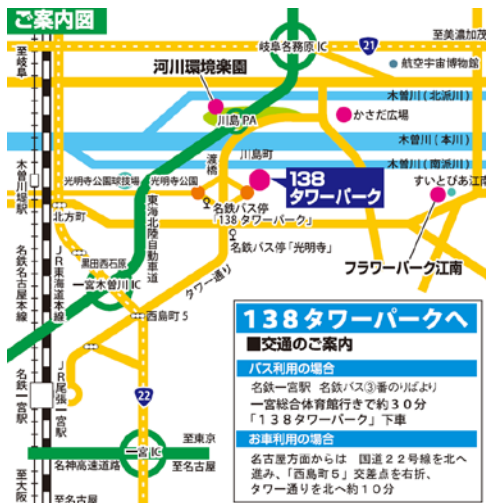 ご案内図
至岐阜
岐阜各務原IC
21
至美濃加茂
航空宇宙博物館
河川環境楽園
川島PA
木曽川(北派川)
かさだ広場
木曽川(本川)
渡橋
川島町
木曽川(南派川)
木曽川堤駅
光明寺公園球技場
光明寺公園
138
タワーパーク
すいとぴあ江南
北方町
名鉄バス停
「138タワーパーク」
フラワーパーク江南
名鉄バス停「光明寺」
東海北陸自動車道
名鉄名古屋本線
JR東海道本線
黒田西石原
一宮木曽川IC
タワー通り
西島町5
名鉄一宮駅
JR尾張一宮駅
22
一宮IC
至東京
名神高速道路
至名古屋
至大阪
至名古屋
138タワーパークへ
■交通のご案内
バス利用の場合
名鉄一宮駅 名鉄バス③番のりばより
一宮総合体育館行きで約30分
「138タワーパーク」下車
お車利用の場合
名古屋方面からは 国道22号線を北へ
進み、「西島町5」交差点を右折、
タワー通りを北へ約10分